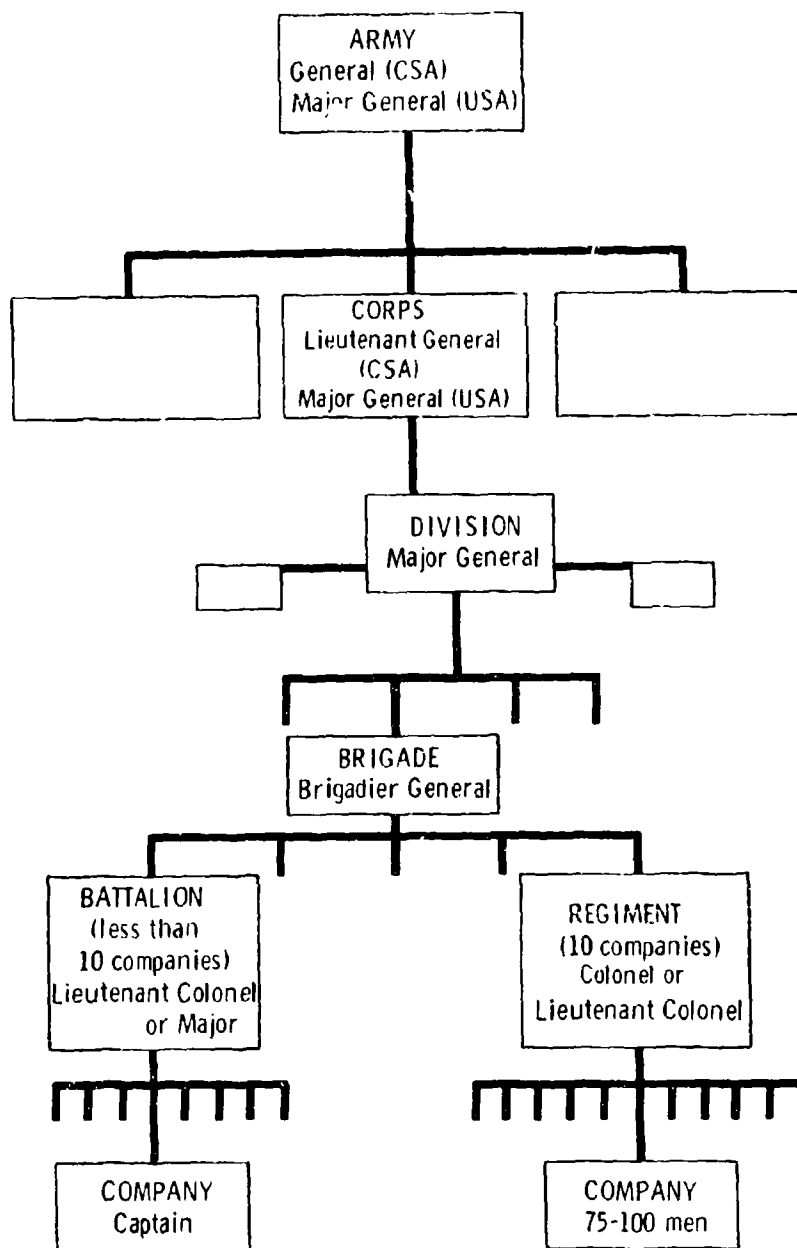 ARMY
General (CSA)
Major General (USA)
CORPS
Lieutenant General
(CSA)
Major General (USA)
DIVISION
Major General
BRIGADE
Brigadier General
BATTALION
(less than
10 companies)
Lieutenant Colonel
or Major
REGIMENT
(10 companies)
Colonel or
Lieutenant Colonel
COMPANY
Captain
COMPANY
75-100 men